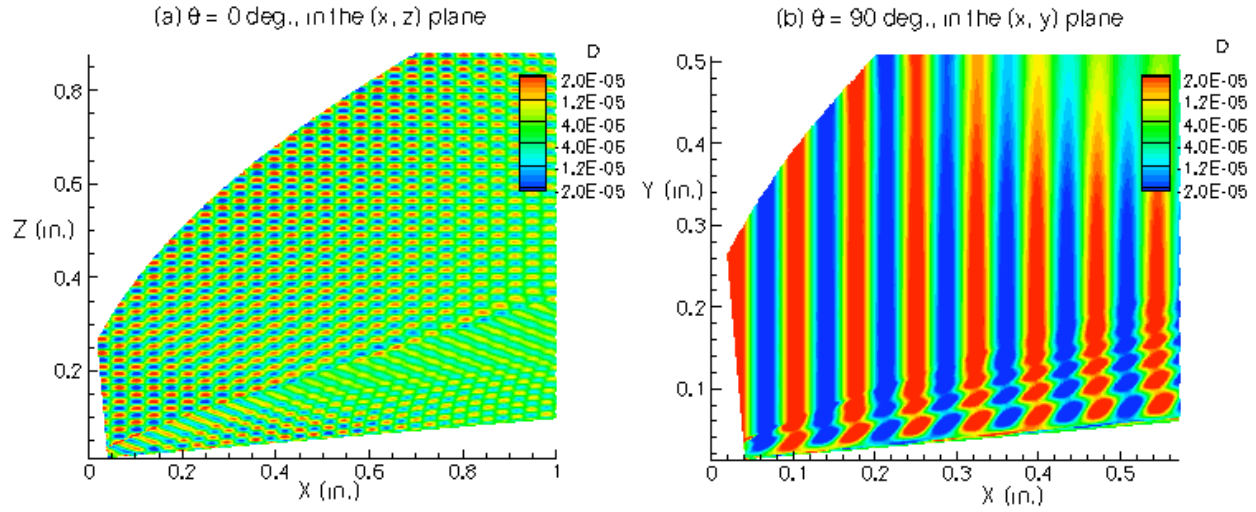 (a) θ = 0 deg., in the (x, z) plane
D
2.0E-05
1.2E-05
4.0E-06
-4.0E-06
-1.2E-05
-2.0E-05
0.8
0.6
Z (in.)
0.4
0.2
0
0.2
0.4
0.6
0.8
1
X (in.)
(b) θ = 90 deg., in the (x, y) plane
D
2.0E-05
1.2E-05
4.0E-06
-4.0E-06
-1.2E-05
-2.0E-05
0.5
0.4
Y (in.)
0.3
0.2
0.1
0
0.1
0.2
0.3
0.4
0.5
X (in.)